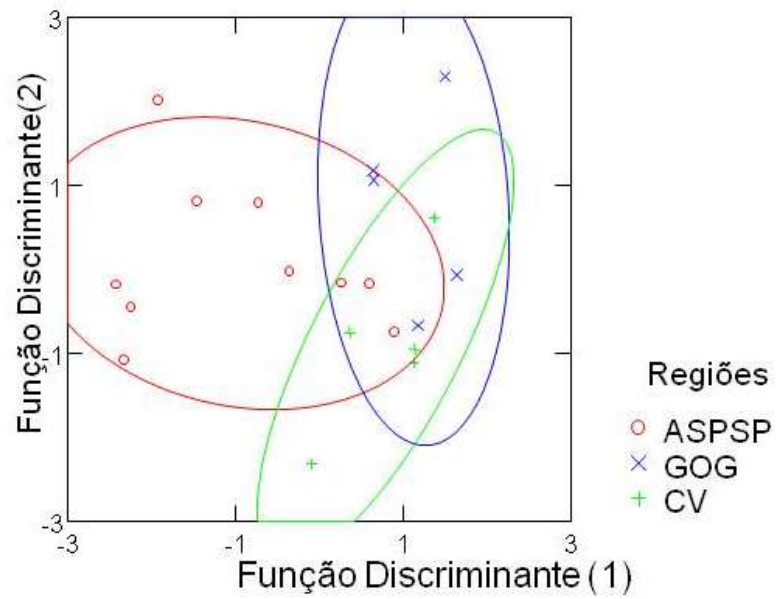 3
1
-1
-3
Função Discriminante(2)
-3
-1
1
3
Função Discriminante (1)
Regiões
ASPSP
GOG
CV